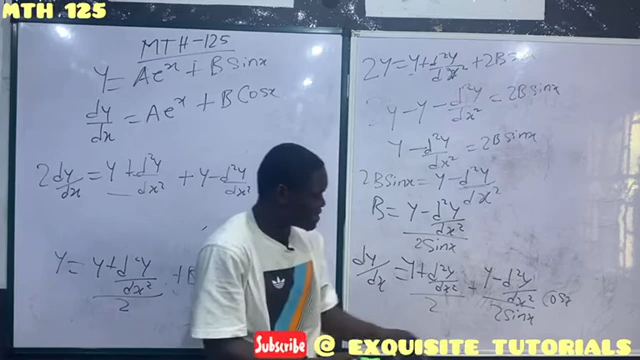 MTH 125
MTH-125
Y = Ae^x + B Sinx
dy/dx = Ae^x + B Cosx
2 dy/dx = Y + d²Y/dx² + Y - d²Y/dx²
Y = Y + d²Y/dx² / 2 + B
2Y = Y + d²Y/dx² + 2B Sinx
Y - Y - d²Y/dx² = 2B Sinx
Y - d²Y/dx² = 2B Sinx
2B Sinx = Y - d²Y/dx²
B = Y - d²Y/dx² / 2 Sinx
dy/dx = Y + d²Y/dx² / 2 + Y - d²Y/dx² / 2 Sinx Cosx
Subscribe @ EXQUISITE TUTORIALS